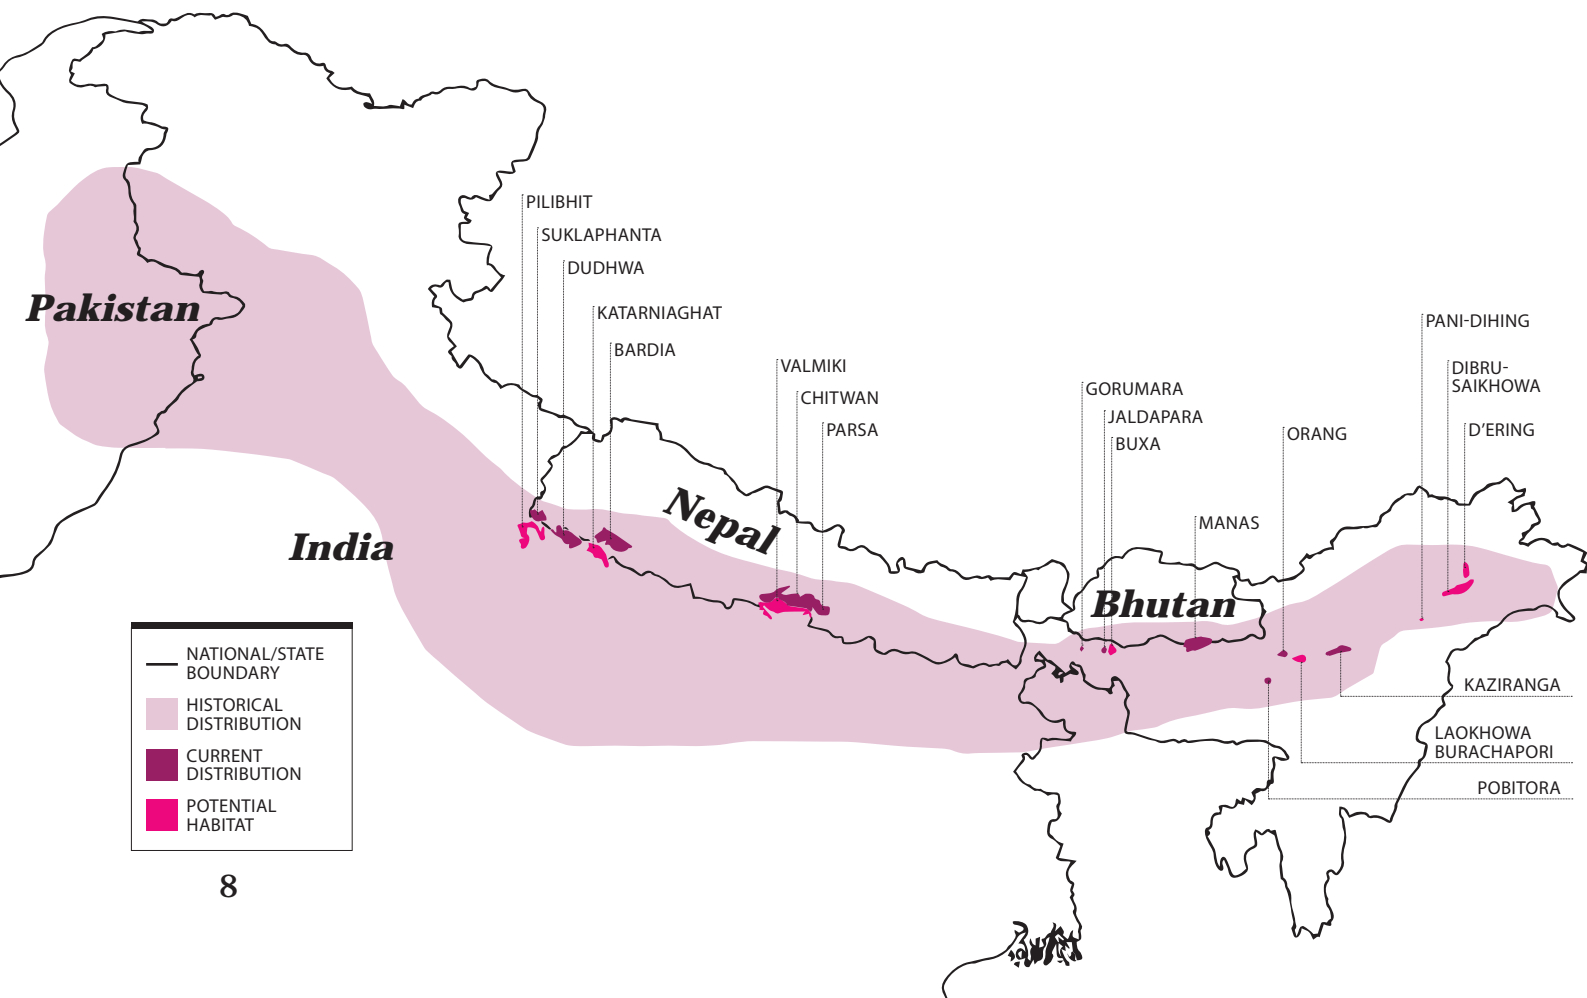 PILIBHIT
SUKLAPHANTA
DUDHWA
KATARNIAGHAT
BARDIA
VALMIKI
CHITWAN
PARSA
GORUMARA
JALDAPARA
BUXA
MANAS
ORANG
PANI-DIHING
DIBRU-
SAIKHOWA
D'ERING
Pakistan
India
Nepal
Bhutan
KAZIRANGA
LAOKHOWA
BURACHAPORI
POBITORA
NATIONAL/STATE
BOUNDARY
HISTORICAL
DISTRIBUTION
CURRENT
DISTRIBUTION
POTENTIAL
HABITAT
8